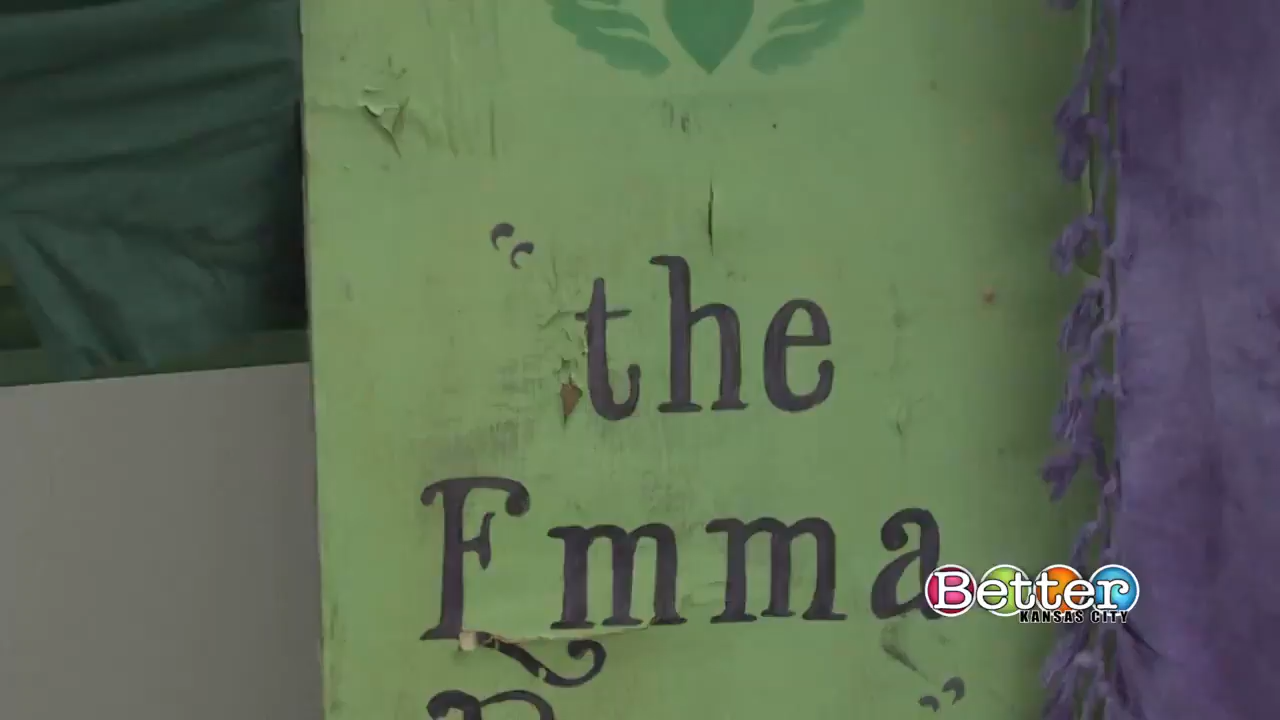 “the
Emma
”
Better
KANSAS CITY